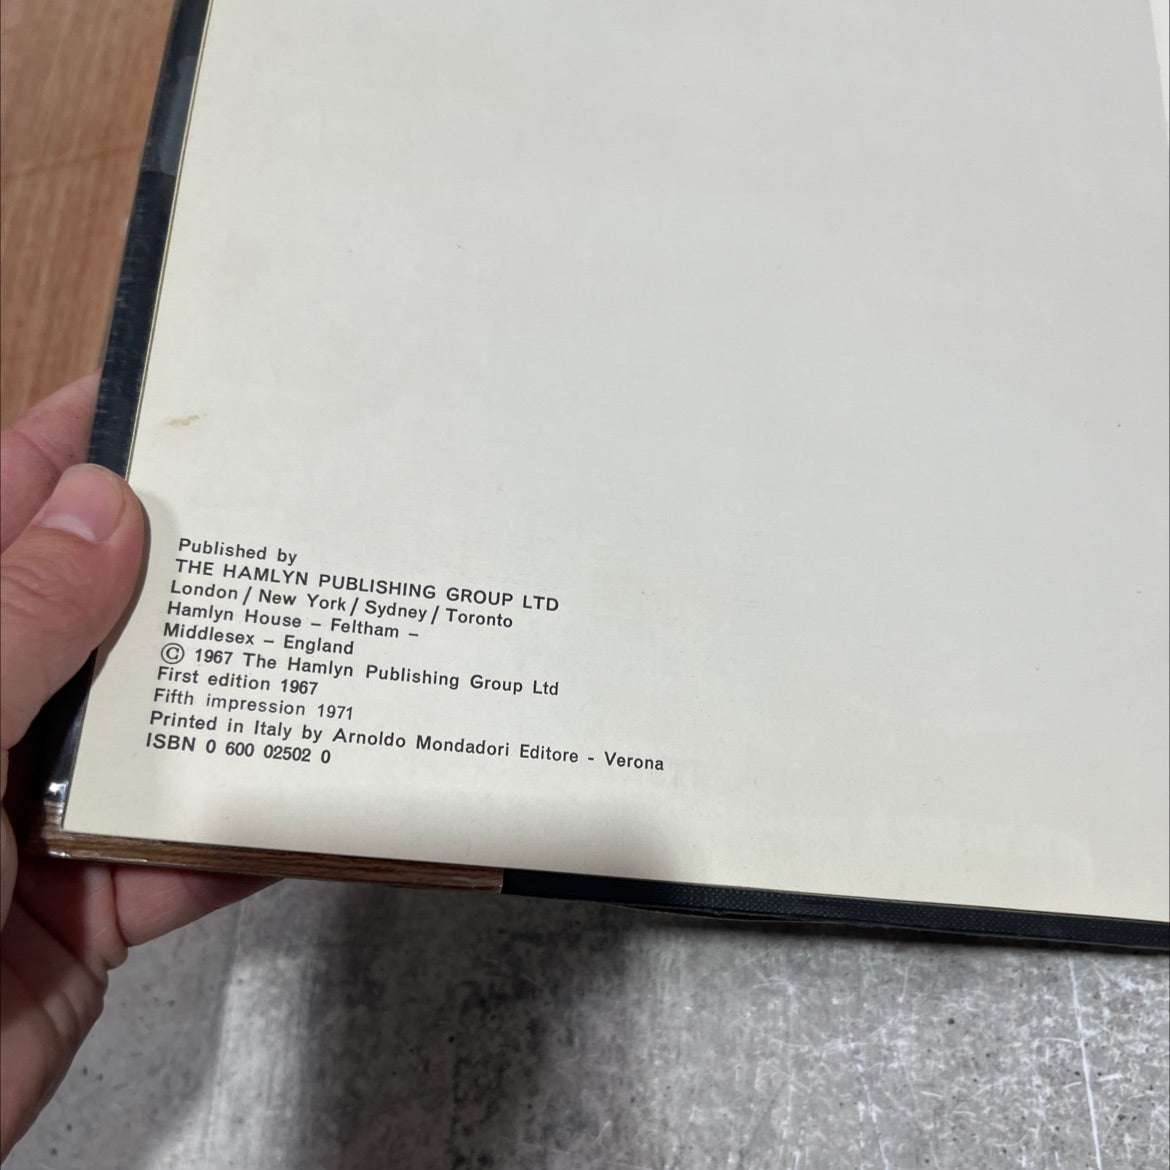 Published by
THE HAMLYN PUBLISHING GROUP LTD
London / New York / Sydney / Toronto
Hamlyn House – Feltham –
Middlesex – England
© 1967 The Hamlyn Publishing Group Ltd
First edition 1967
Fifth impression 1971
Printed in Italy by Arnoldo Mondadori Editore - Verona
ISBN 0 600 02502 0